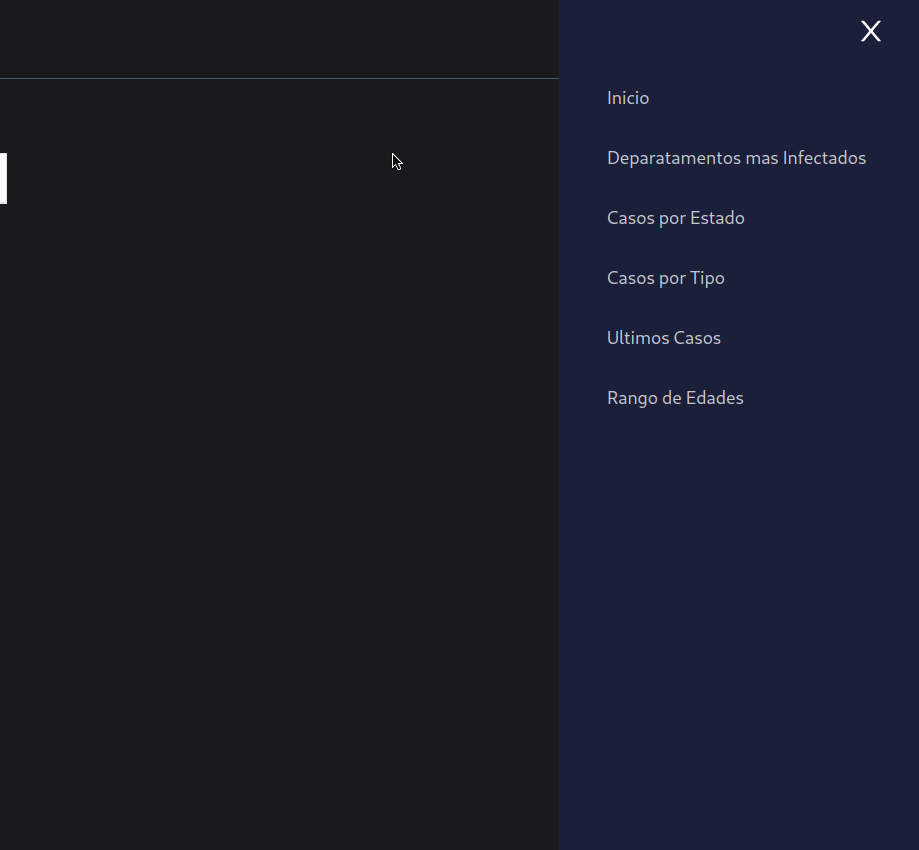 X
Inicio
Deparatamentos mas Infectados
Casos por Estado
Casos por Tipo
Ultimos Casos
Rango de Edades